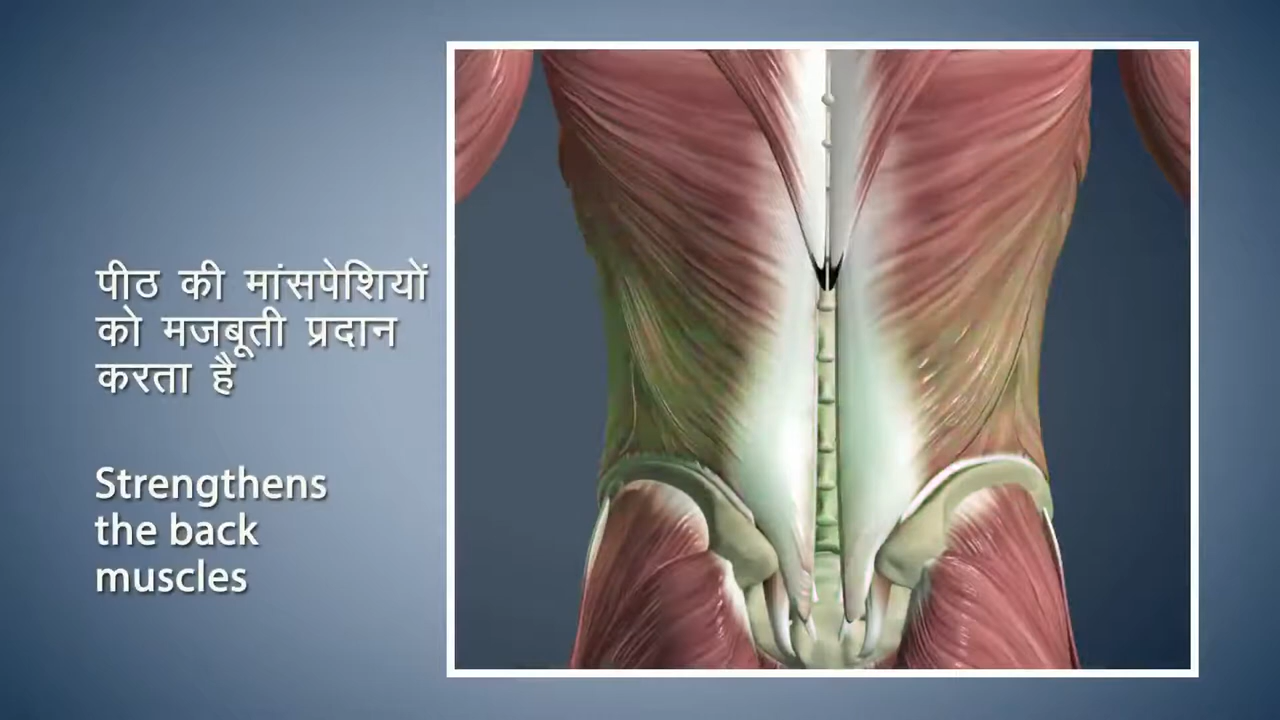 पीठ की मांसपेशियों
को मजबूती प्रदान
करता है
Strengthens
the back
muscles